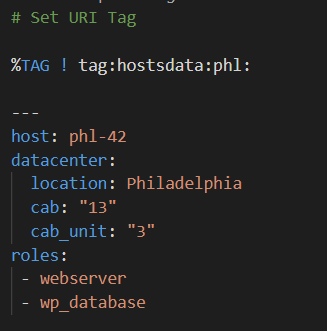 # Set URI Tag
%TAG ! tag:hostsdata:phl:
---
host: phl-42
datacenter:
  location: Philadelphia
  cab: "13"
  cab_unit: "3"
roles:
 - webserver
 - wp_database